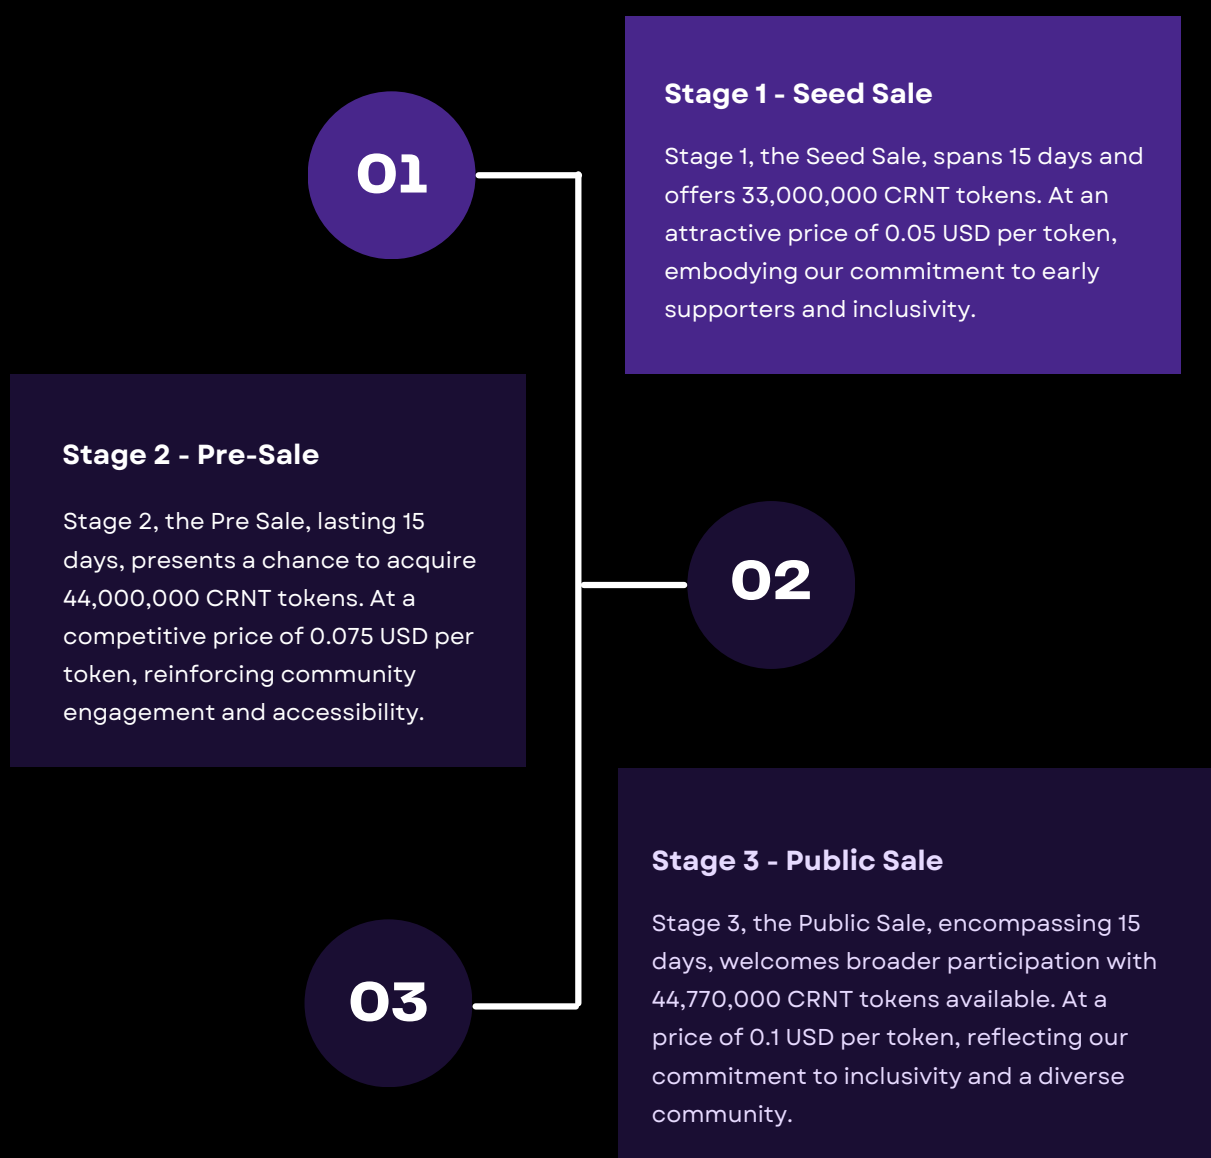 01
Stage 1 - Seed Sale
Stage 1, the Seed Sale, spans 15 days and
offers 33,000,000 CRNT tokens. At an
attractive price of 0.05 USD per token,
embodying our commitment to early
supporters and inclusivity.
Stage 2 - Pre-Sale
Stage 2, the Pre Sale, lasting 15
days, presents a chance to acquire
44,000,000 CRNT tokens. At a
competitive price of 0.075 USD per
token, reinforcing community
engagement and accessibility.
02
03
Stage 3 - Public Sale
Stage 3, the Public Sale, encompassing 15
days, welcomes broader participation with
44,770,000 CRNT tokens available. At a
price of 0.1 USD per token, reflecting our
commitment to inclusivity and a diverse
community.